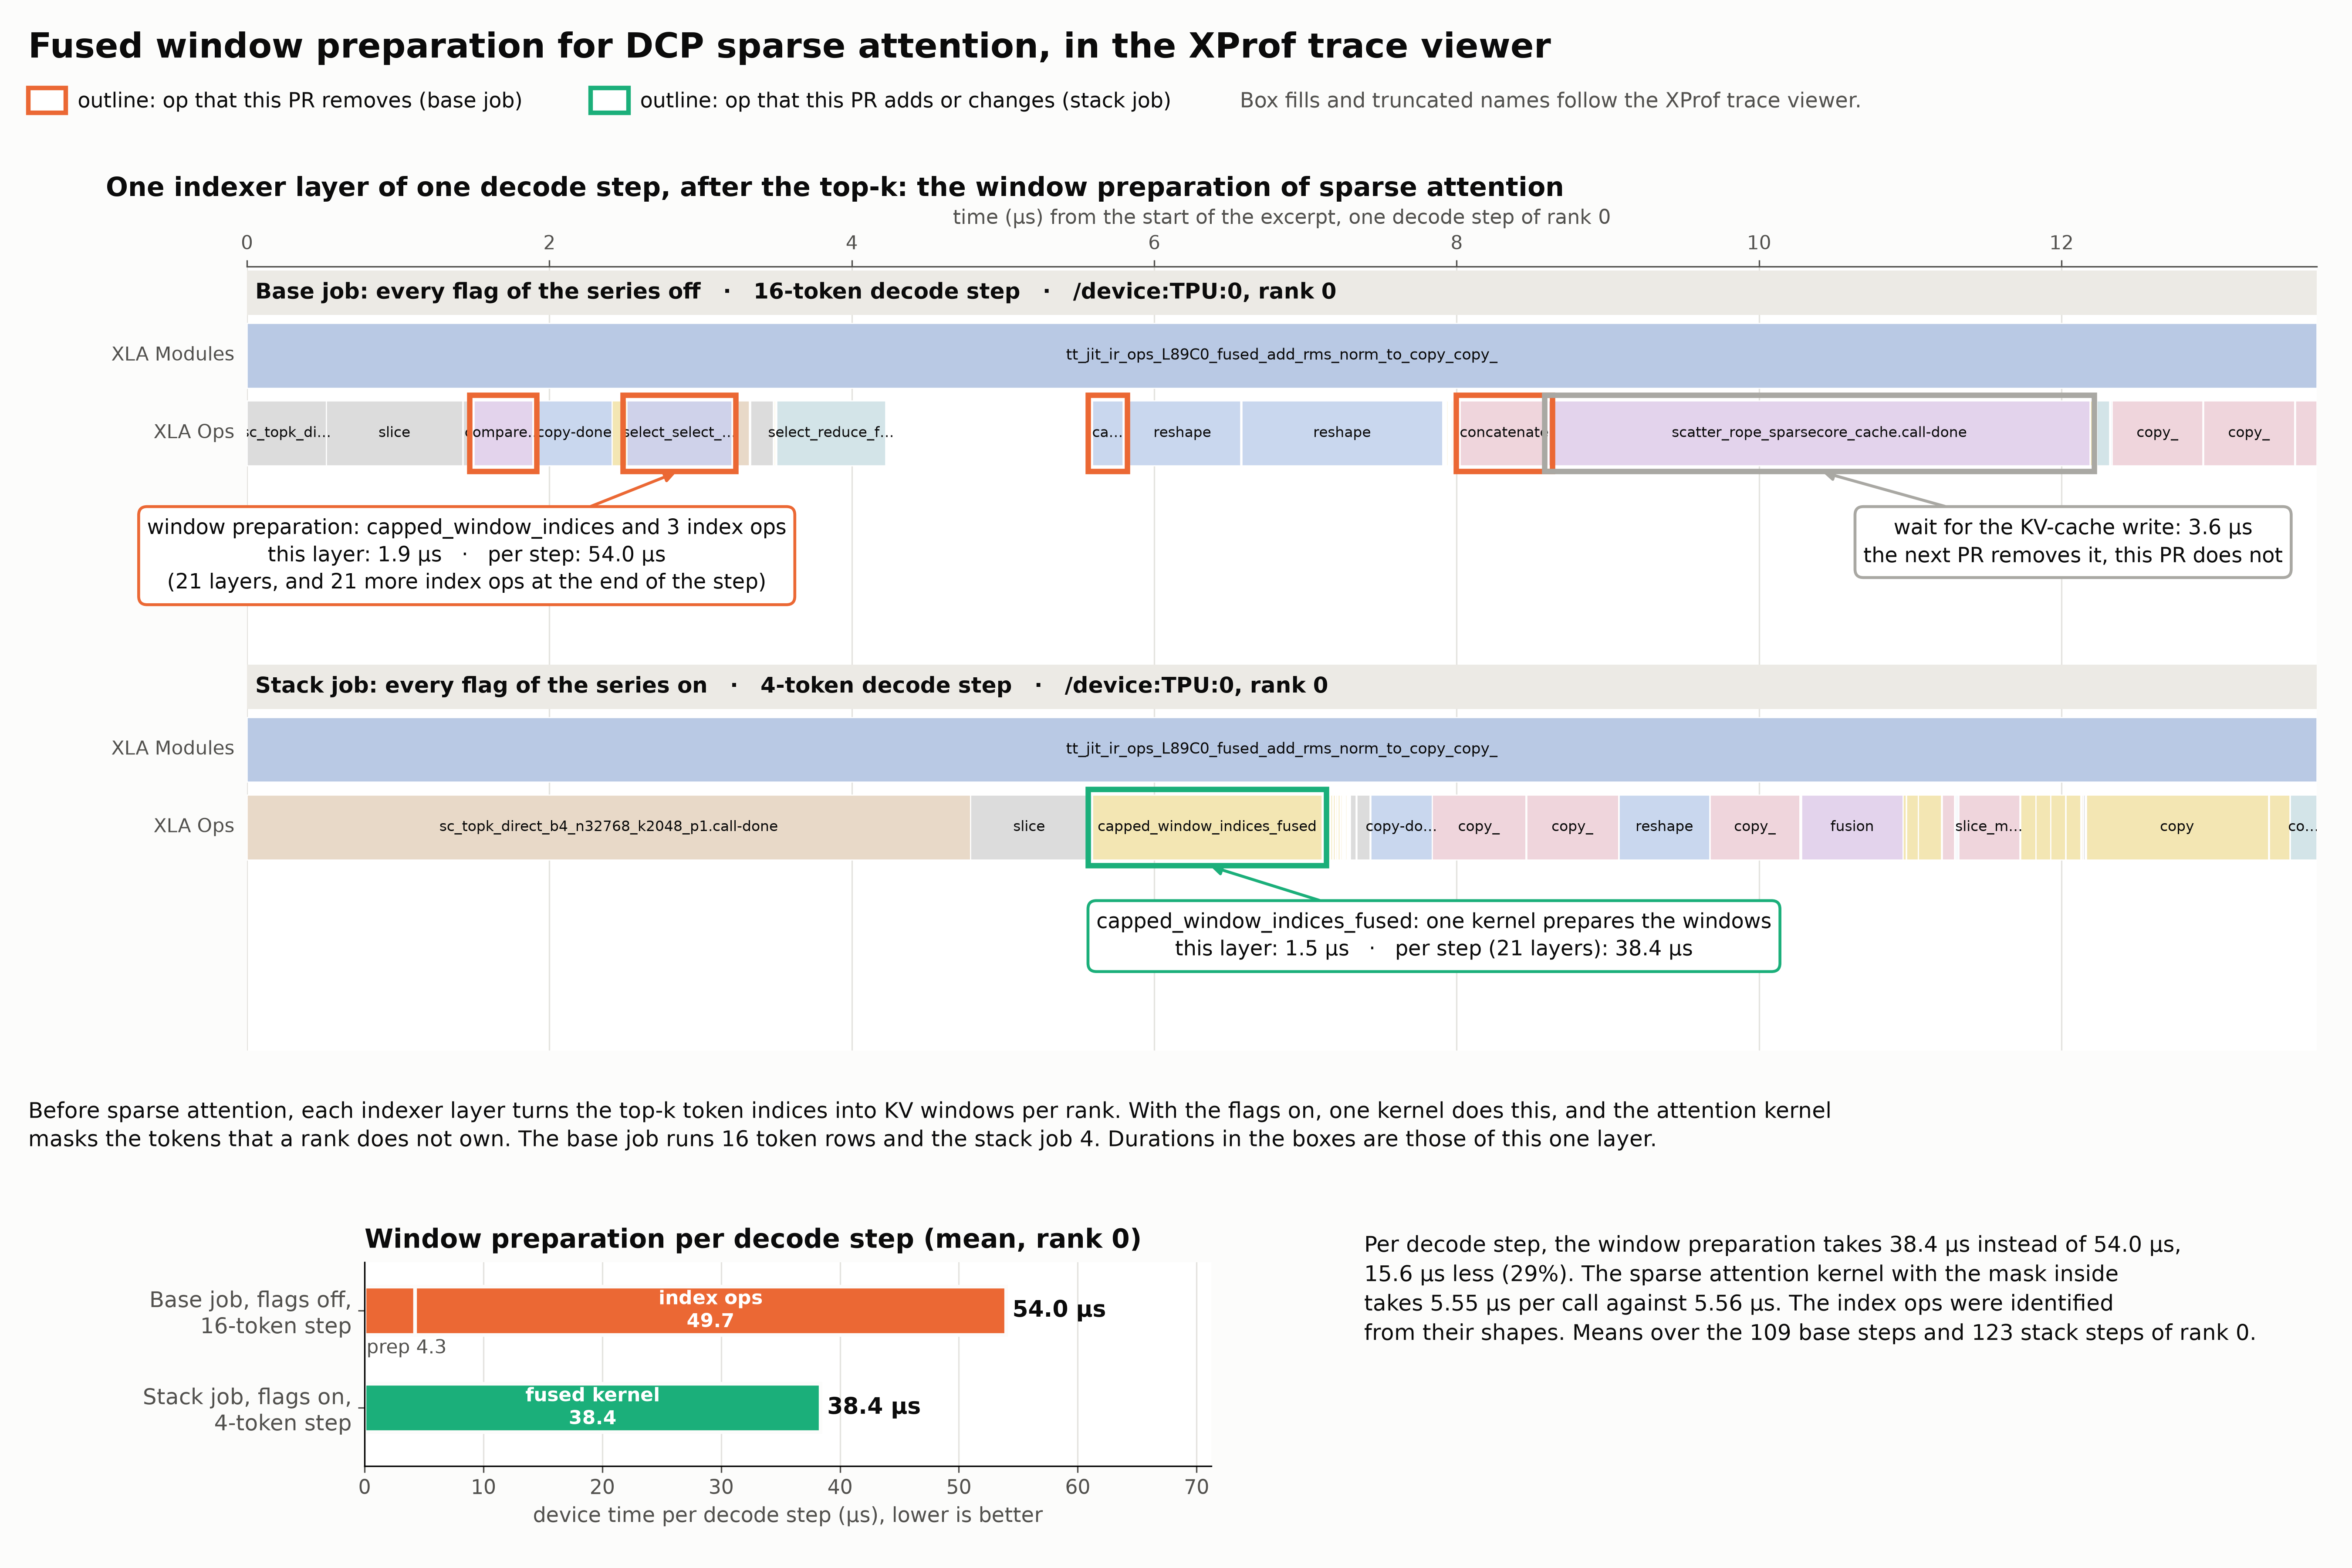 Fused window preparation for DCP sparse attention, in the XProf trace viewer
outline: op that this PR removes (base job)
outline: op that this PR adds or changes (stack job)
Box fills and truncated names follow the XProf trace viewer.
One indexer layer of one decode step, after the top-k: the window preparation of sparse attention
time (µs) from the start of the excerpt, one decode step of rank 0
0 2 4 6 8 10 12
Base job: every flag of the series off · 16-token decode step · /device:TPU:0, rank 0
XLA Modules
tt_jit_ir_ops_L89C0_fused_add_rms_norm_to_copy_copy_
XLA Ops
sc_topk_di... slice compare... copy-done select_select_... select_reduce_f... ca... reshape reshape concatenate scatter_rope_sparsecore_cache.call-done copy_ copy_
window preparation: capped_window_indices and 3 index ops
this layer: 1.9 µs · per step: 54.0 µs
(21 layers, and 21 more index ops at the end of the step)
wait for the KV-cache write: 3.6 µs
the next PR removes it, this PR does not
Stack job: every flag of the series on · 4-token decode step · /device:TPU:0, rank 0
XLA Modules
tt_jit_ir_ops_L89C0_fused_add_rms_norm_to_copy_copy_
XLA Ops
sc_topk_direct_b4_n32768_k2048_p1.call-done slice capped_window_indices_fused copy-do... copy_ copy_ reshape copy_ fusion slice_m... copy co...
capped_window_indices_fused: one kernel prepares the windows
this layer: 1.5 µs · per step (21 layers): 38.4 µs
Before sparse attention, each indexer layer turns the top-k token indices into KV windows per rank. With the flags on, one kernel does this, and the attention kernel
masks the tokens that a rank does not own. The base job runs 16 token rows and the stack job 4. Durations in the boxes are those of this one layer.
Window preparation per decode step (mean, rank 0)
Base job, flags off,
16-token step
index ops
49.7
54.0 µs
prep 4.3
Stack job, flags on,
4-token step
fused kernel
38.4
38.4 µs
0 10 20 30 40 50 60 70
device time per decode step (µs), lower is better
Per decode step, the window preparation takes 38.4 µs instead of 54.0 µs,
15.6 µs less (29%). The sparse attention kernel with the mask inside
takes 5.55 µs per call against 5.56 µs. The index ops were identified
from their shapes. Means over the 109 base steps and 123 stack steps of rank 0.